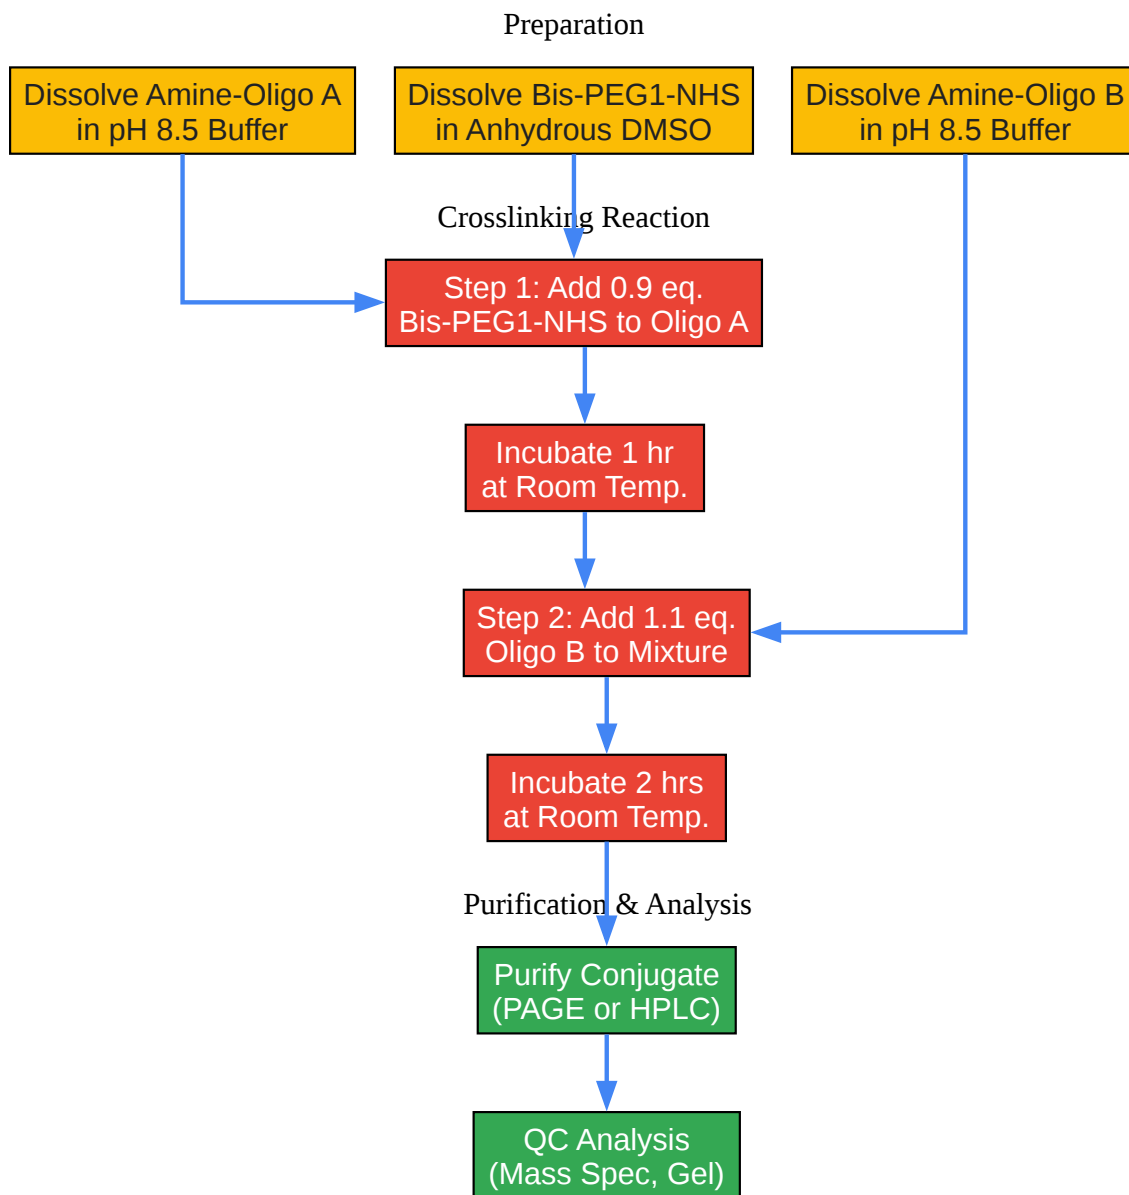 Preparation
Dissolve Amine-Oligo A
in pH 8.5 Buffer
Dissolve Bis-PEG1-NHS
in Anhydrous DMSO
Dissolve Amine-Oligo B
in pH 8.5 Buffer
Crosslinking Reaction
Step 1: Add 0.9 eq.
Bis-PEG1-NHS to Oligo A
Incubate 1 hr
at Room Temp.
Step 2: Add 1.1 eq.
Oligo B to Mixture
Incubate 2 hrs
at Room Temp.
Purification & Analysis
Purify Conjugate
(PAGE or HPLC)
QC Analysis
(Mass Spec, Gel)